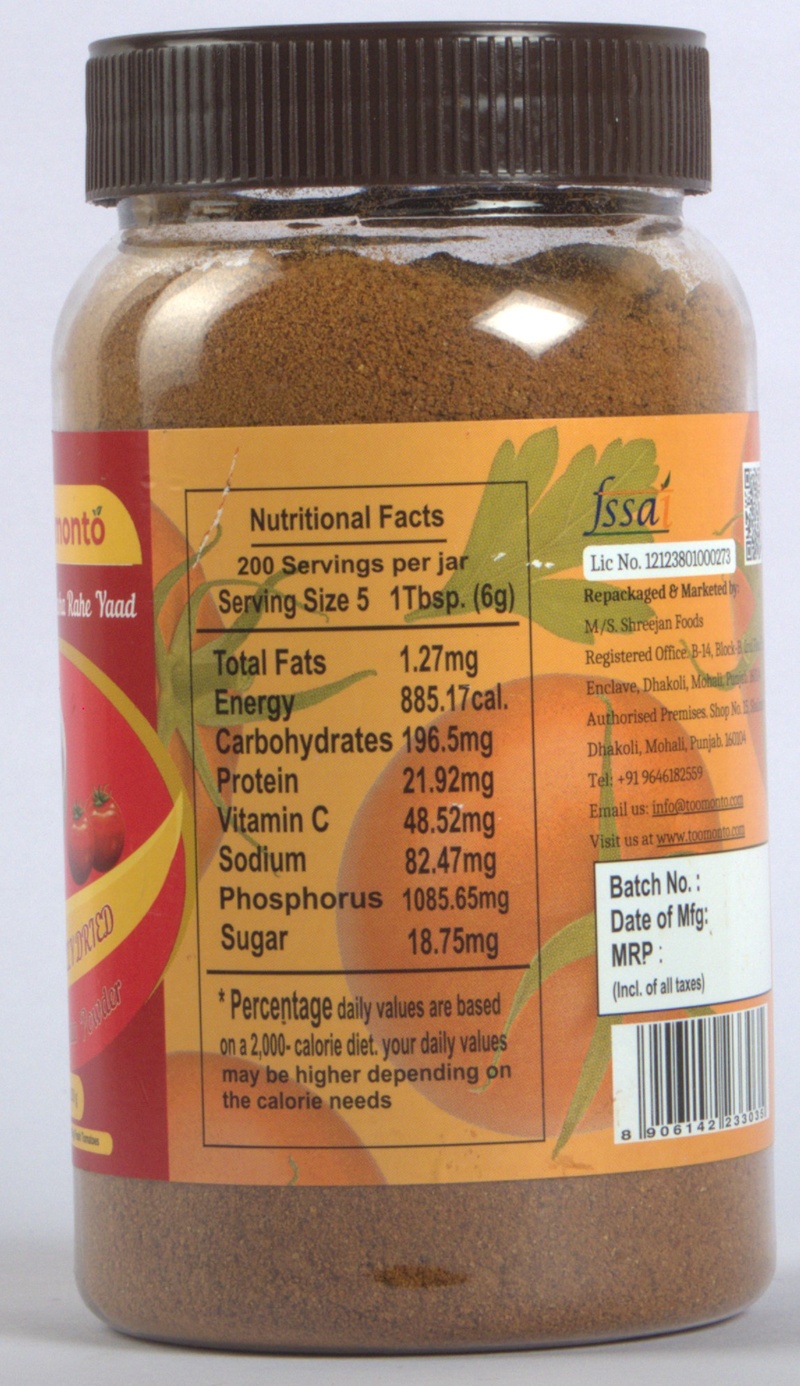 monto
Rahe Yaad
DRIED
Powder
Nutritional Facts
200 Servings per jar
Serving Size 5 1Tbsp. (6g)
Total Fats 1.27mg
Energy 885.17cal.
Carbohydrates 196.5mg
Protein 21.92mg
Vitamin C 48.52mg
Sodium 82.47mg
Phosphorus 1085.65mg
Sugar 18.75mg
* Percentage daily values are based
on a 2,000- calorie diet. your daily values
may be higher depending on
the calorie needs
fssai
Lic No. 12123801000273
Repackaged & Marketed by:
M/S. Shreejan Foods
Registered Office. B-14, Block-B
Enclave, Dhakoli, Mohali, Punjab
Authorised Premises. Shop No. 35,
Dhakoli, Mohali, Punjab. 160104
Tel: +91 9646182559
Email us: info@toomonto.com
Visit us at www.toomonto.com
Batch No. :
Date of Mfg:
MRP :
(Incl. of all taxes)
8 906142 233035